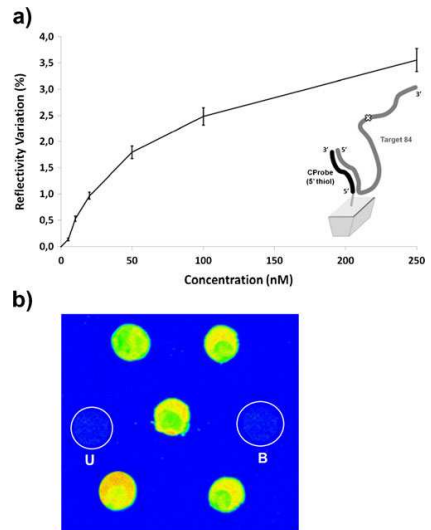 a)
Reflectivity Variation (%)
4,0
3,5
3,0
2,5
2,0
1,5
1,0
0,5
0,0
0
50
100
150
200
250
Concentration (nM)
3'
Target 84
3'
5'
CProbe
(5' thiol)
5'
b)
U
B